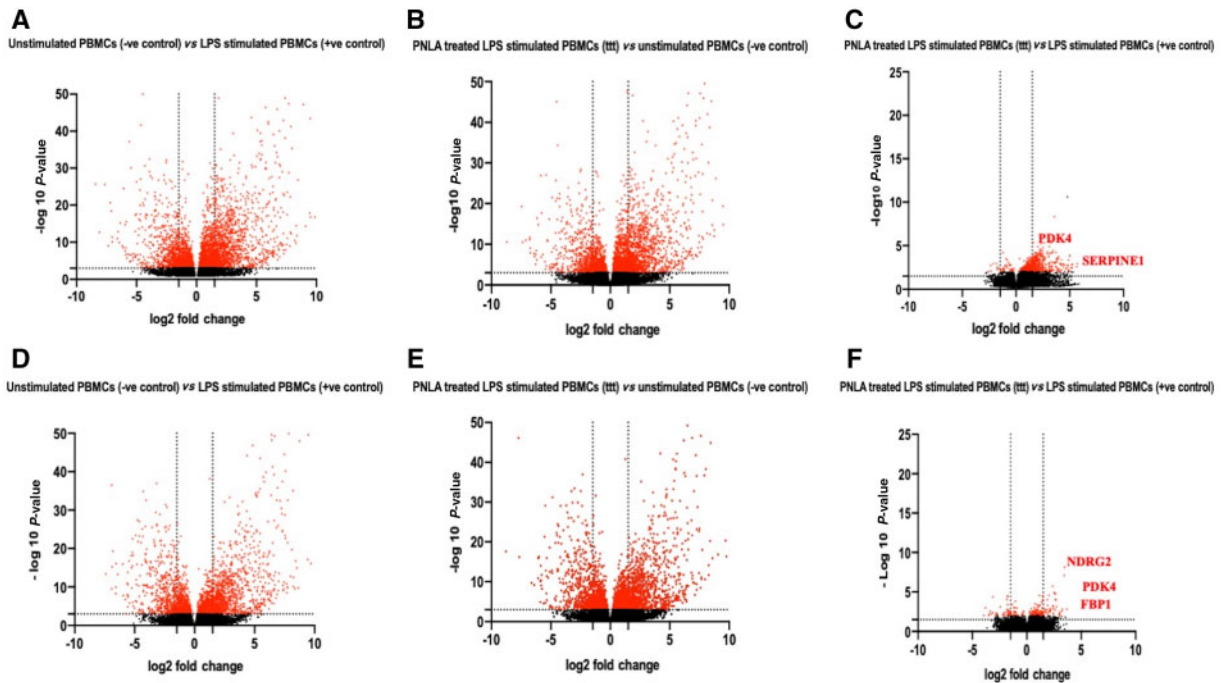 A
Unstimulated PBMCs (-ve control) vs LPS stimulated PBMCs (+ve control)
-log 10 P-value
50
40
30
20
10
0
-10
-5
0
5
10
log2 fold change
B
PNLA treated LPS stimulated PBMCs (ttt) vs unstimulated PBMCs (-ve control)
-log10 P-value
50
40
30
20
10
0
-10
-5
0
5
10
log2 fold change
C
PNLA treated LPS stimulated PBMCs (ttt) vs LPS stimulated PBMCs (+ve control)
-log10 P-value
25
20
15
10
5
0
PDK4
SERPINE1
-10
-5
0
5
10
log2 fold change
D
Unstimulated PBMCs (-ve control) vs LPS stimulated PBMCs (+ve control)
- log 10 P-value
50
40
30
20
10
0
-10
-5
0
5
10
log2 fold change
E
PNLA treated LPS stimulated PBMCs (ttt) vs unstimulated PBMCs (-ve control)
-log10 P-value
50
40
30
20
10
0
-10
-5
0
5
10
log2 fold change
F
PNLA treated LPS stimulated PBMCs (ttt) vs LPS stimulated PBMCs (+ve control)
- Log 10 P-value
25
20
15
10
5
0
NDRG2
PDK4
FBP1
-10
-5
0
5
10
log2 fold change